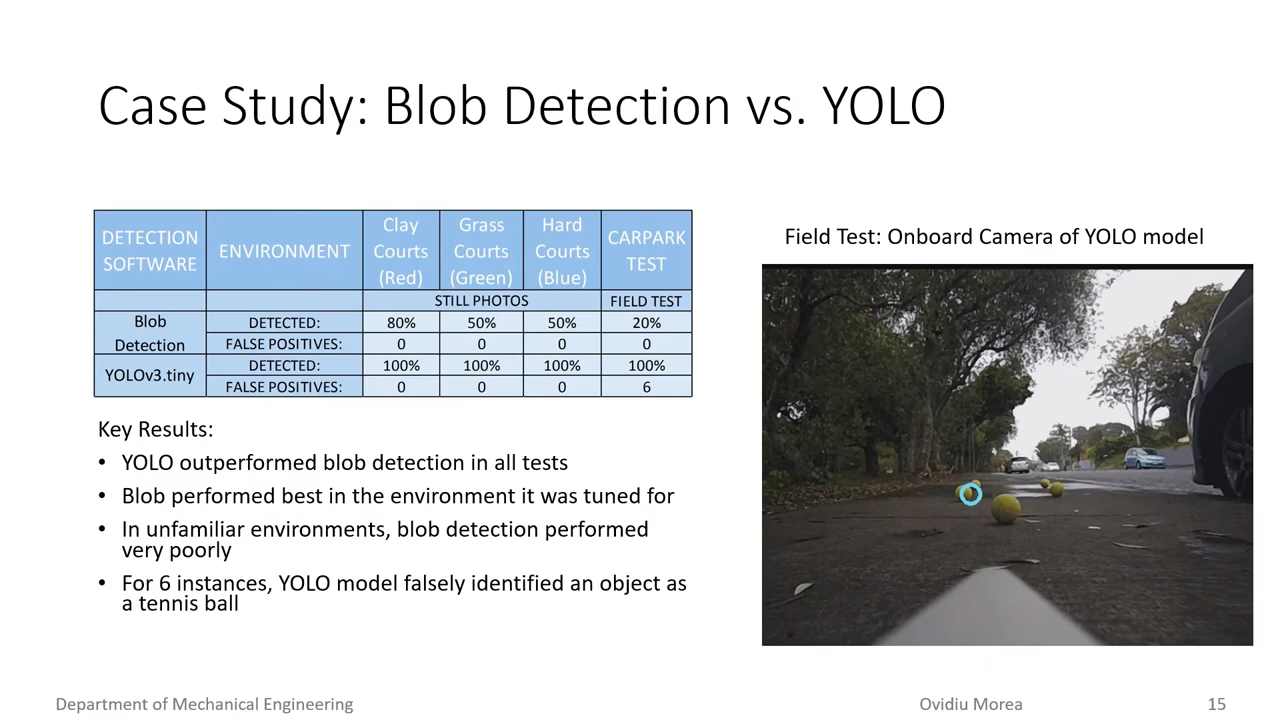 Case Study: Blob Detection vs. YOLO
DETECTION SOFTWARE ENVIRONMENT Clay Courts (Red) Grass Courts (Green) Hard Courts (Blue) CARPARK TEST
STILL PHOTOS FIELD TEST
Blob Detection DETECTED: 80% 50% 50% 20%
FALSE POSITIVES: 0 0 0 0
YOLOv3.tiny DETECTED: 100% 100% 100% 100%
FALSE POSITIVES: 0 0 0 6
Key Results:
• YOLO outperformed blob detection in all tests
• Blob performed best in the environment it was tuned for
• In unfamiliar environments, blob detection performed
very poorly
• For 6 instances, YOLO model falsely identified an object as
a tennis ball
Field Test: Onboard Camera of YOLO model
Department of Mechanical Engineering
Ovidiu Morea
15